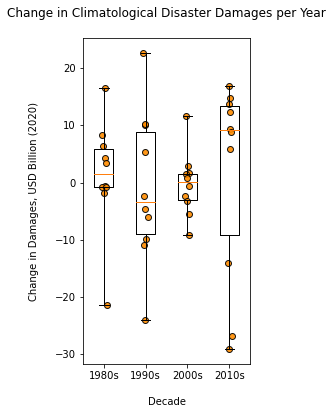 Change in Climatological Disaster Damages per Year
Change in Damages, USD Billion (2020)
20
10
0
−10
−20
−30
1980s 1990s 2000s 2010s
Decade